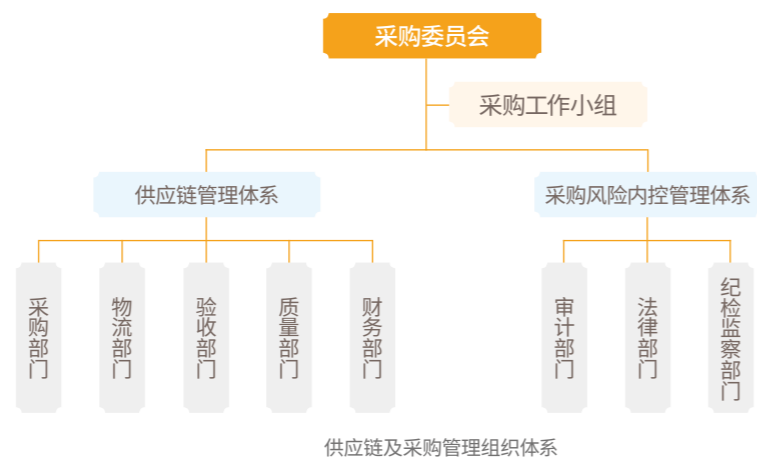 采购委员会
采购工作小组
供应链管理体系
采购风险内控管理体系
采购部门
物流部门
验收部门
质量部门
财务部门
审计部门
法律部门
纪检监察部门
供应链及采购管理组织体系